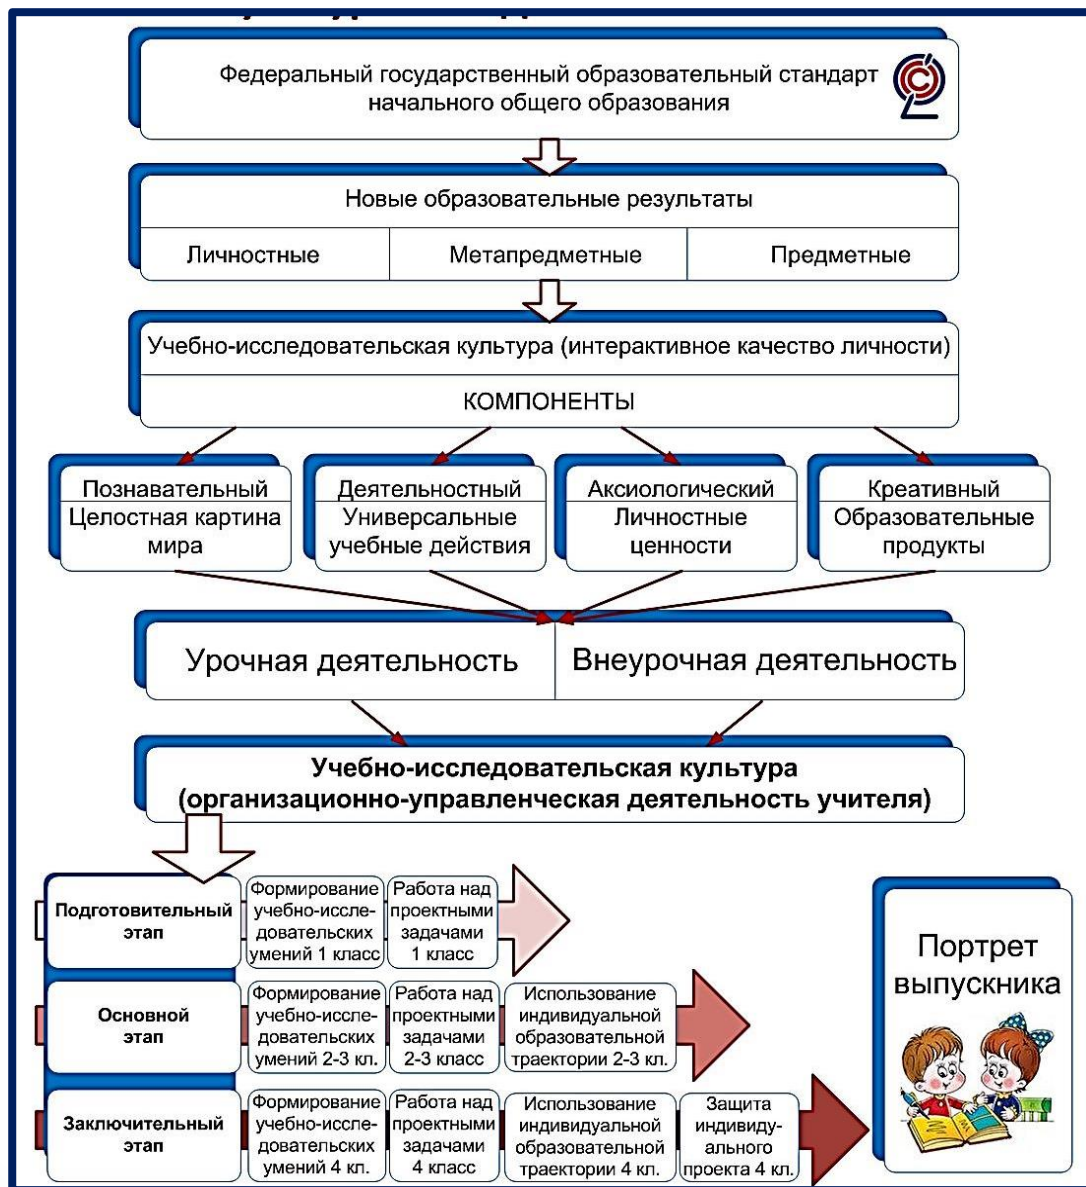 Федеральный государственный образовательный стандарт
начального общего образования
Новые образовательные результаты
Личностные
Метапредметные
Предметные
Учебно-исследовательская культура (интерактивное качество личности)
КОМПОНЕНТЫ
Познавательный
Целостная картина
мира
Деятельностный
Универсальные
учебные действия
Аксиологический
Личностные
ценности
Креативный
Образовательные
продукты
Урочная деятельность
Внеурочная деятельность
Учебно-исследовательская культура
(организационно-управленческая деятельность учителя)
Подготовительный
этап
Формирование
учебно-иссле-
довательских
умений 1 класс
Работа над
проектными
задачами
1 класс
Основной
этап
Формирование
учебно-иссле-
довательских
умений 2-3 кл.
Работа над
проектными
задачами
2-3 класс
Использование
индивидуальной
образовательной
траектории 2-3 кл.
Заключительный
этап
Формирование
учебно-иссле-
довательских
умений 4 кл.
Работа над
проектными
задачами
4 класс
Использование
индивидуальной
образовательной
траектории 4 кл.
Защита
индивиду-
ального
проекта 4 кл.
Портрет
выпускника